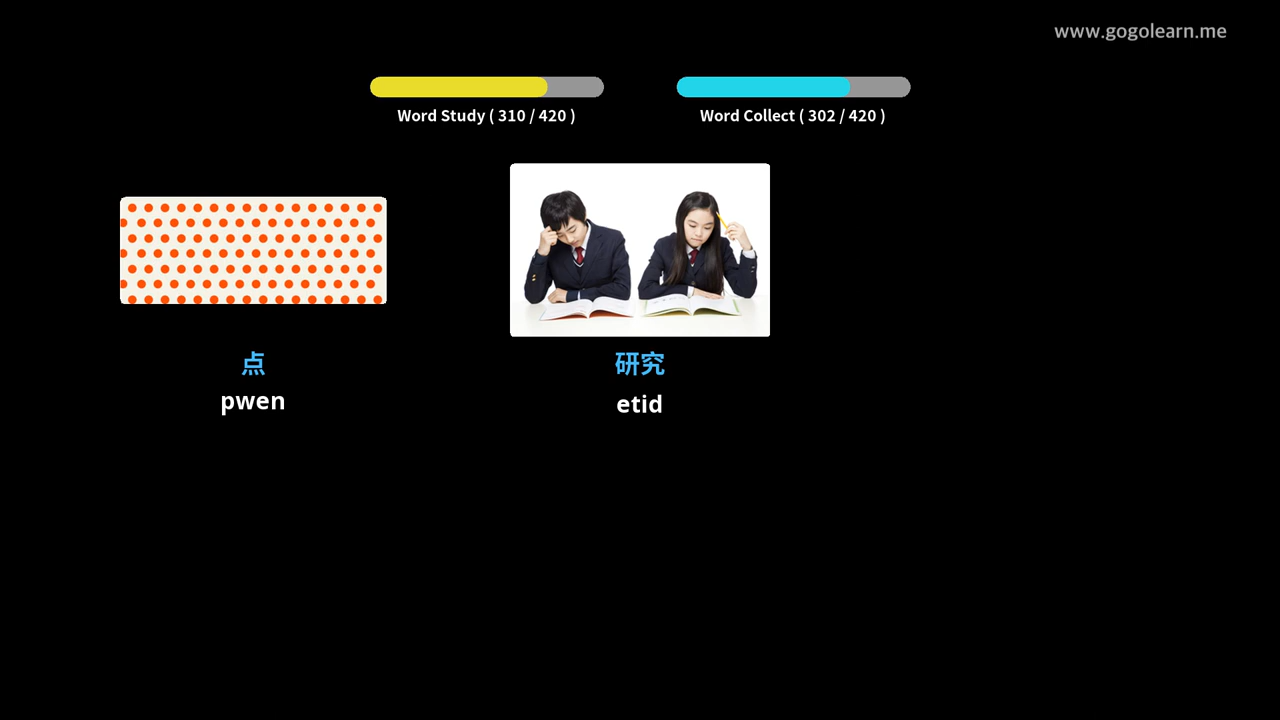 www.gogolearn.me
Word Study ( 310 / 420 )
Word Collect ( 302 / 420 )
点
pwen
研究
etid